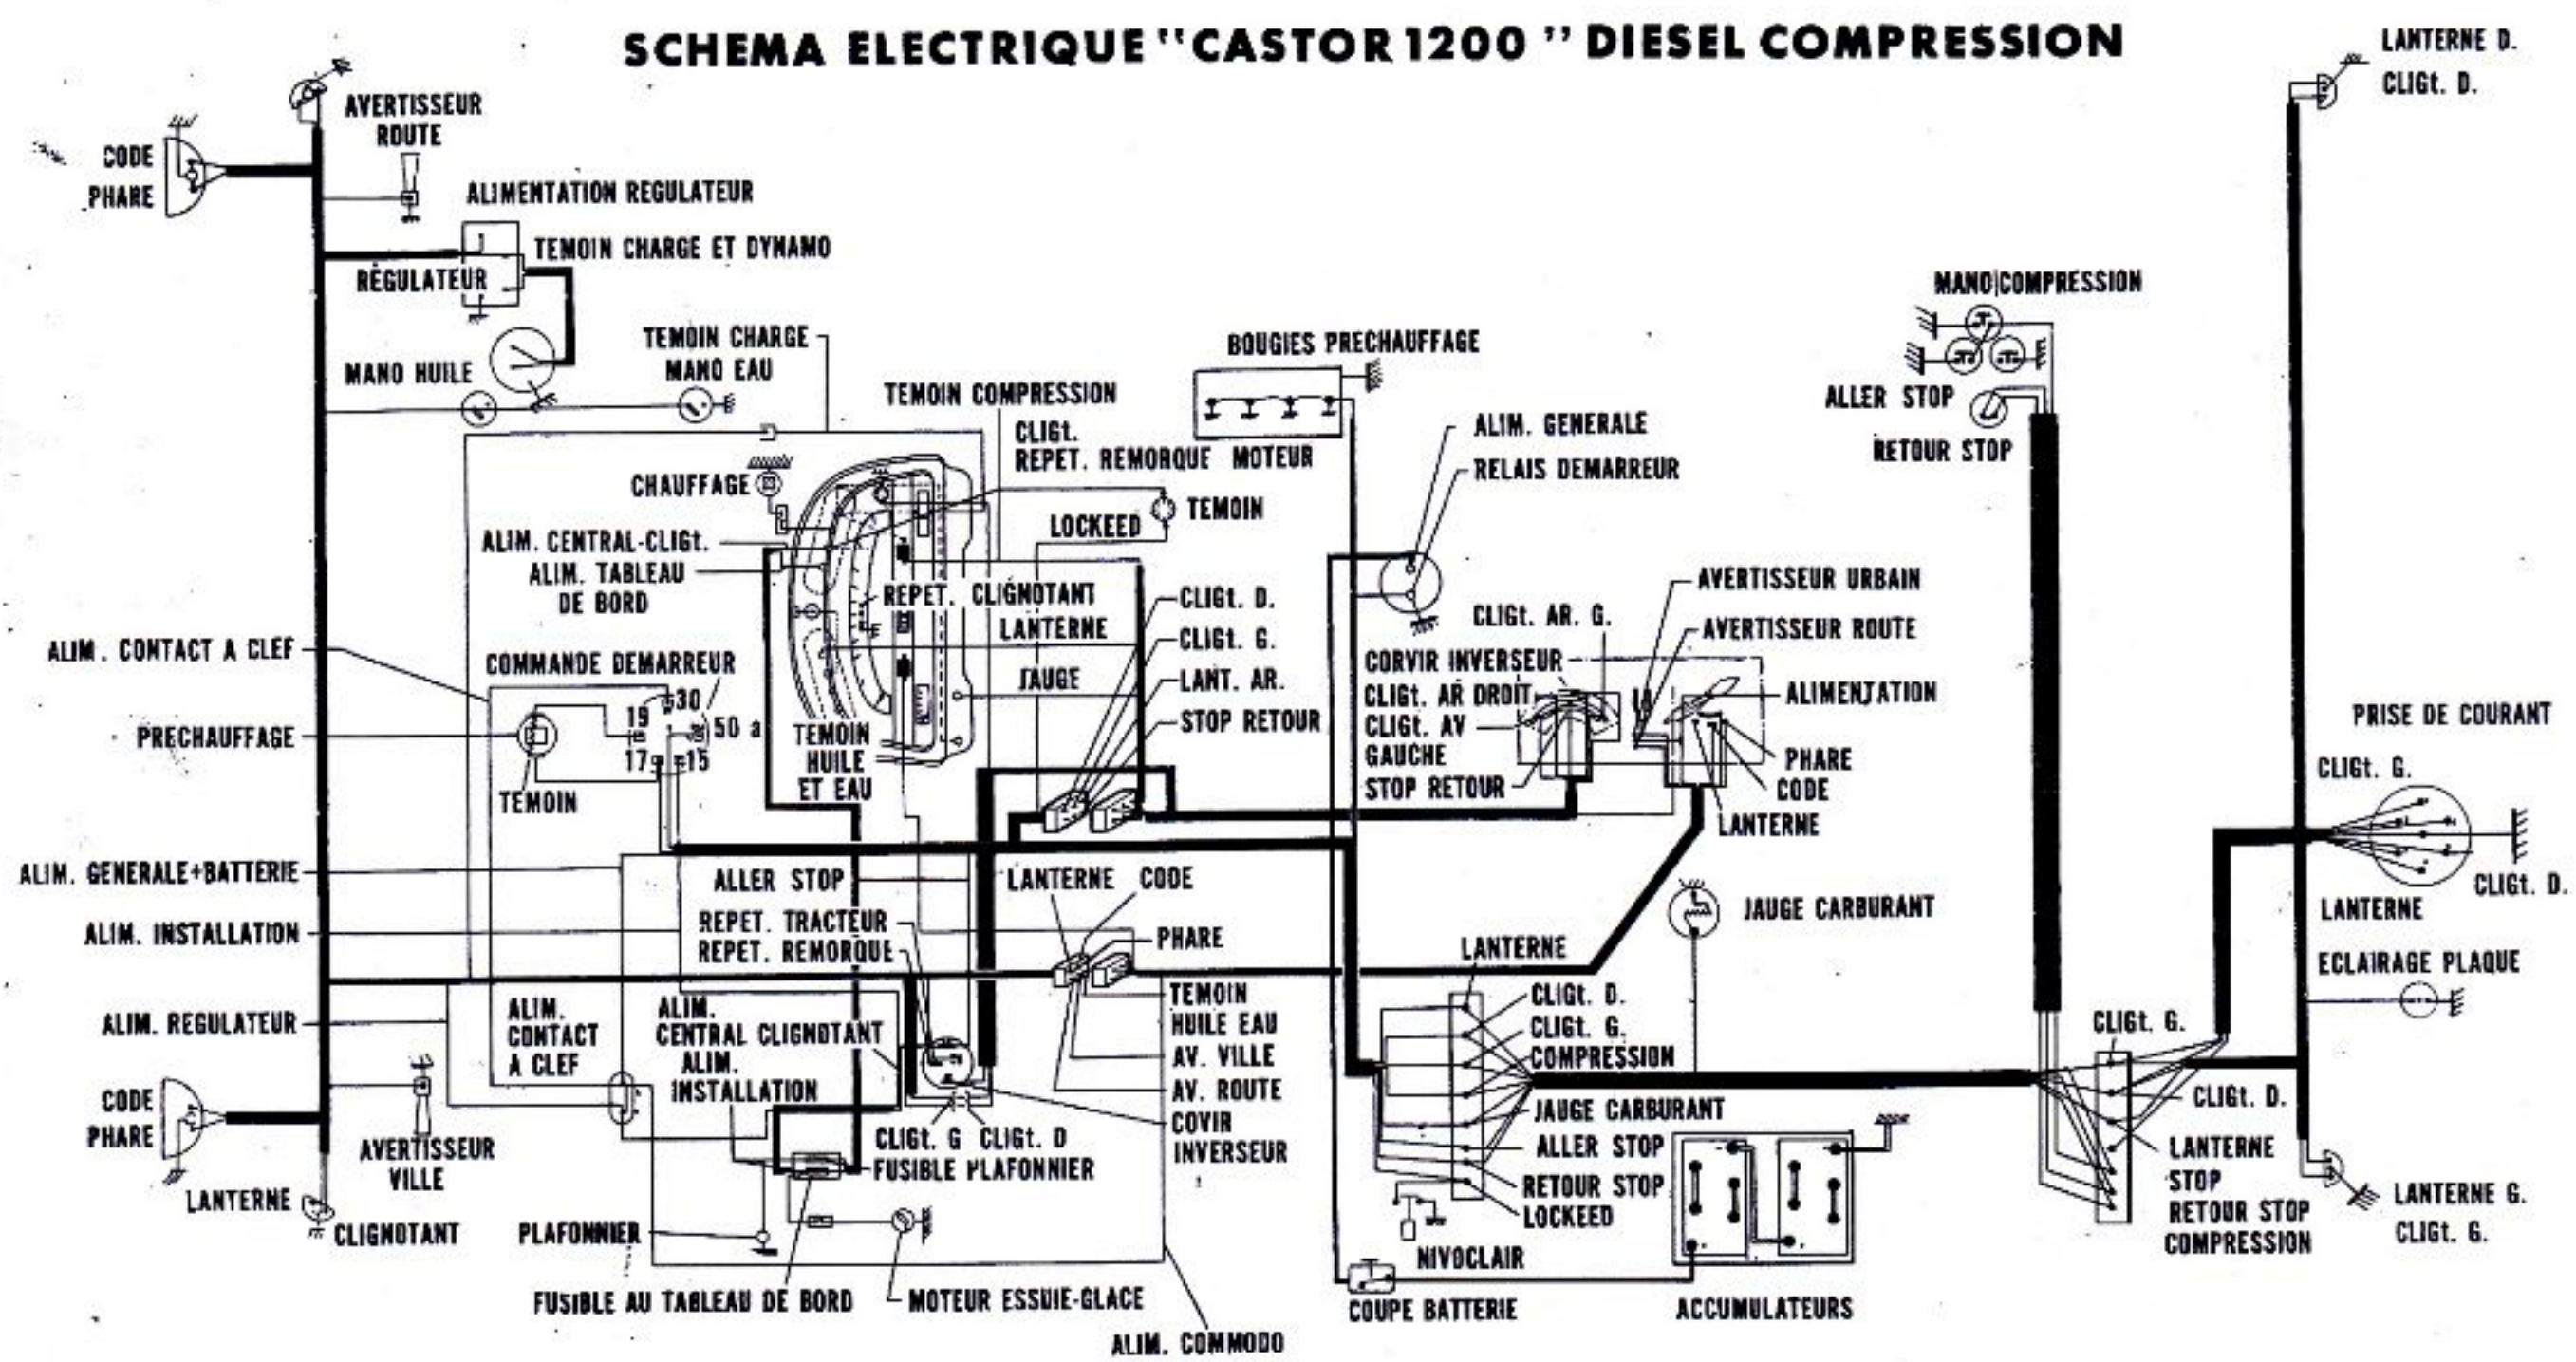 SCHEMA ELECTRIQUE "CASTOR 1200" DIESEL COMPRESSION
LANTERNE D.
CLIGt. D.
AVERTISSEUR
ROUTE
CODE
PHARE
ALIMENTATION REGULATEUR
TEMOIN CHARGE ET DYNAMO
RÉGULATEUR
MANO HUILE
TEMOIN CHARGE
MANO EAU
TEMOIN COMPRESSION
CLIGt.
REPET. REMORQUE MOTEUR
BOUGIES PRECHAUFFAGE
MANO COMPRESSION
ALLER STOP
RETOUR STOP
ALIM. GENERALE
RELAIS DEMARREUR
CHAUFFAGE
TEMOIN
LOCKEED
ALIM. CENTRAL-CLIGt.
ALIM. TABLEAU
DE BORD
REPET. CLIGNOTANT
LANTERNE
JAUGE
CLIGt. D.
CLIGt. G.
LANT. AR.
STOP RETOUR
AVERTISSEUR URBAIN
AVERTISSEUR ROUTE
CLIGt. AR. G.
CORVIR INVERSEUR
CLIGt. AR DROIT
CLIGt. AV
GAUCHE
STOP RETOUR
ALIMENTATION
PHARE
CODE
LANTERNE
ALIM. CONTACT A CLEF
COMMANDE DEMARREUR
30
19
50 a
17
15
PRECHAUFFAGE
TEMOIN
TEMOIN
HUILE
ET EAU
PRISE DE COURANT
CLIGt. G.
CLIGt. D.
LANTERNE
ECLAIRAGE PLAQUE
ALIM. GENERALE+BATTERIE
ALIM. INSTALLATION
ALLER STOP
REPET. TRACTEUR
REPET. REMORQUE
LANTERNE CODE
PHARE
JAUGE CARBURANT
LANTERNE
ALIM. REGULATEUR
ALIM.
CONTACT
A CLEF
ALIM.
CENTRAL CLIGNOTANT
ALIM.
INSTALLATION
TEMOIN
HUILE EAU
AV. VILLE
AV. ROUTE
COVIR
INVERSEUR
CLIGt. D.
CLIGt. G.
COMPRESSION
JAUGE CARBURANT
ALLER STOP
RETOUR STOP
LOCKEED
CLIGt. G.
CLIGt. D.
LANTERNE
STOP
RETOUR STOP
COMPRESSION
CODE
PHARE
AVERTISSEUR
VILLE
LANTERNE
CLIGNOTANT
CLIGt. G CLIGt. D
FUSIBLE PLAFONNIER
PLAFONNIER
FUSIBLE AU TABLEAU DE BORD
MOTEUR ESSUIE-GLACE
ALIM. COMMODO
NIVOCLAIR
COUPE BATTERIE
ACCUMULATEURS
LANTERNE G.
CLIGt. G.